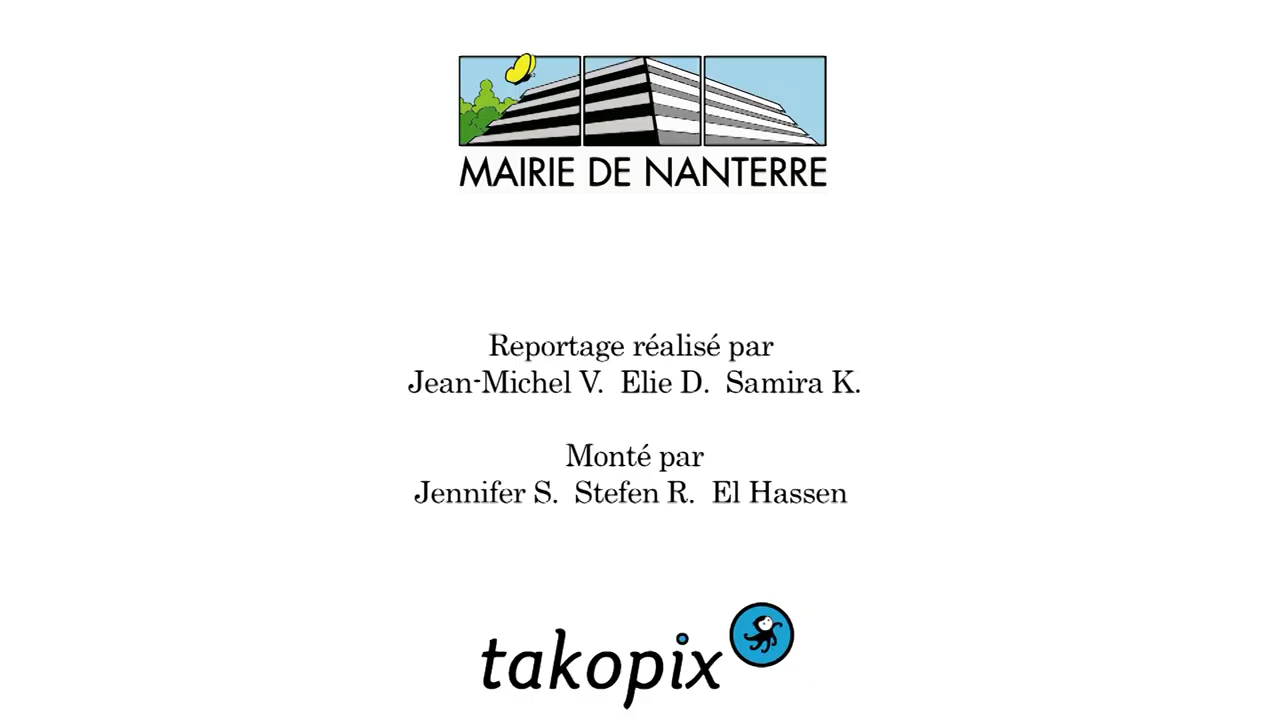 MAIRIE DE NANTERRE
Reportage réalisé par
Jean-Michel V. Elie D. Samira K.
Monté par
Jennifer S. Stefen R. El Hassen
takopix